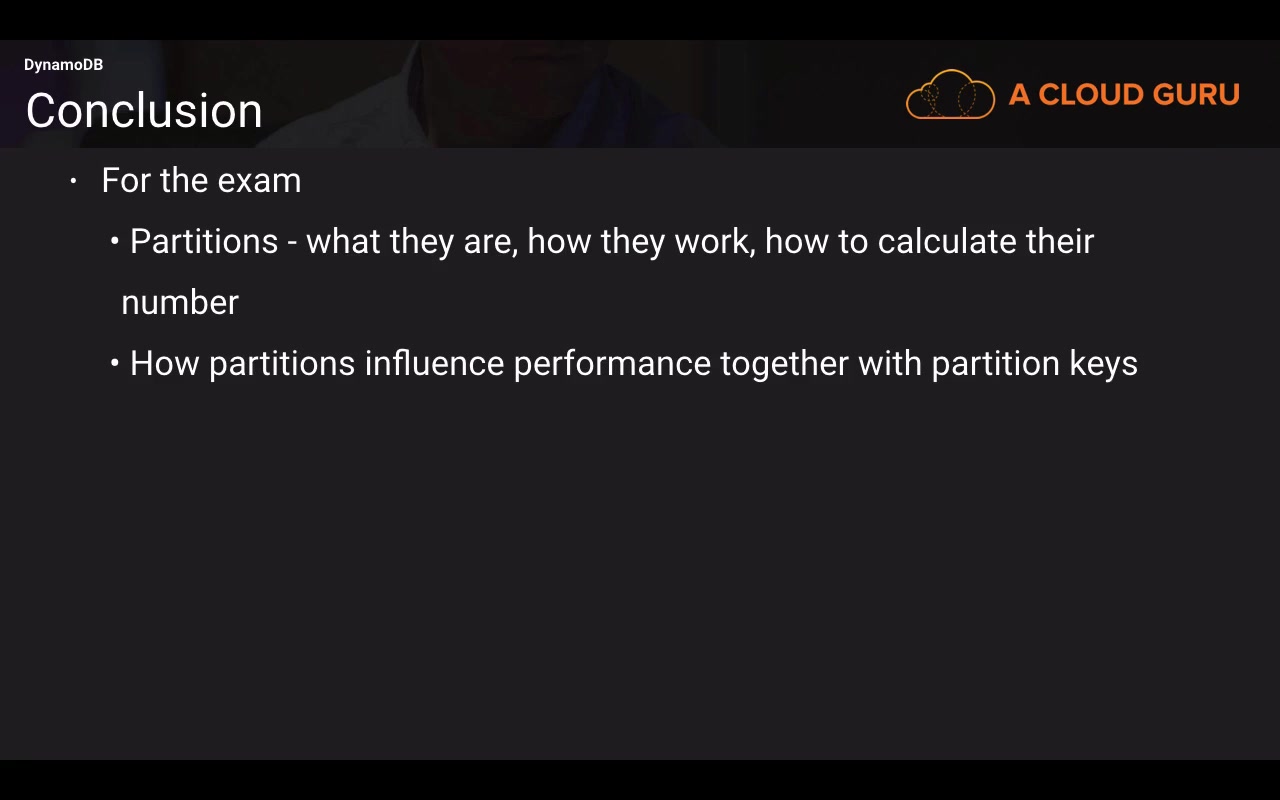 DynamoDB
Conclusion
A CLOUD GURU
• For the exam
• Partitions - what they are, how they work, how to calculate their
number
• How partitions influence performance together with partition keys